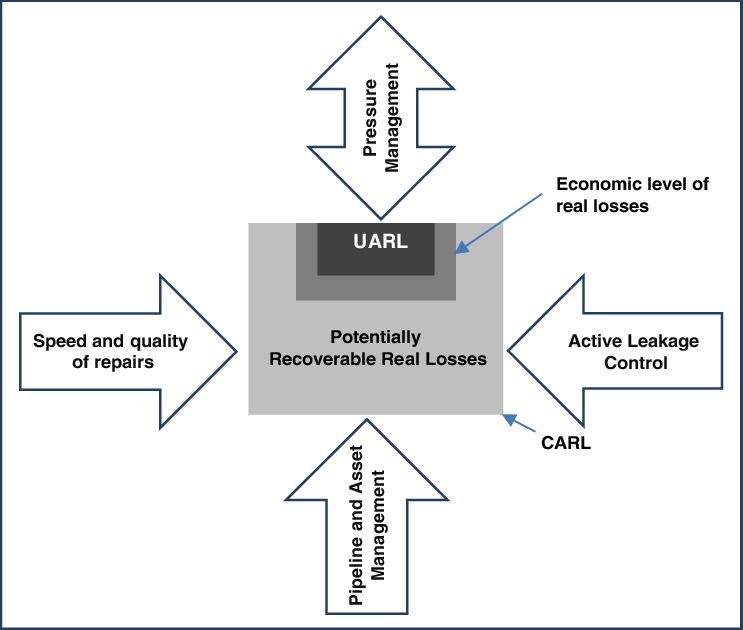 Pressure
Management
Economic level of
real losses
UARL
Speed and quality
of repairs
Potentially
Recoverable Real Losses
Active Leakage
Control
CARL
Pipeline and Asset
Management